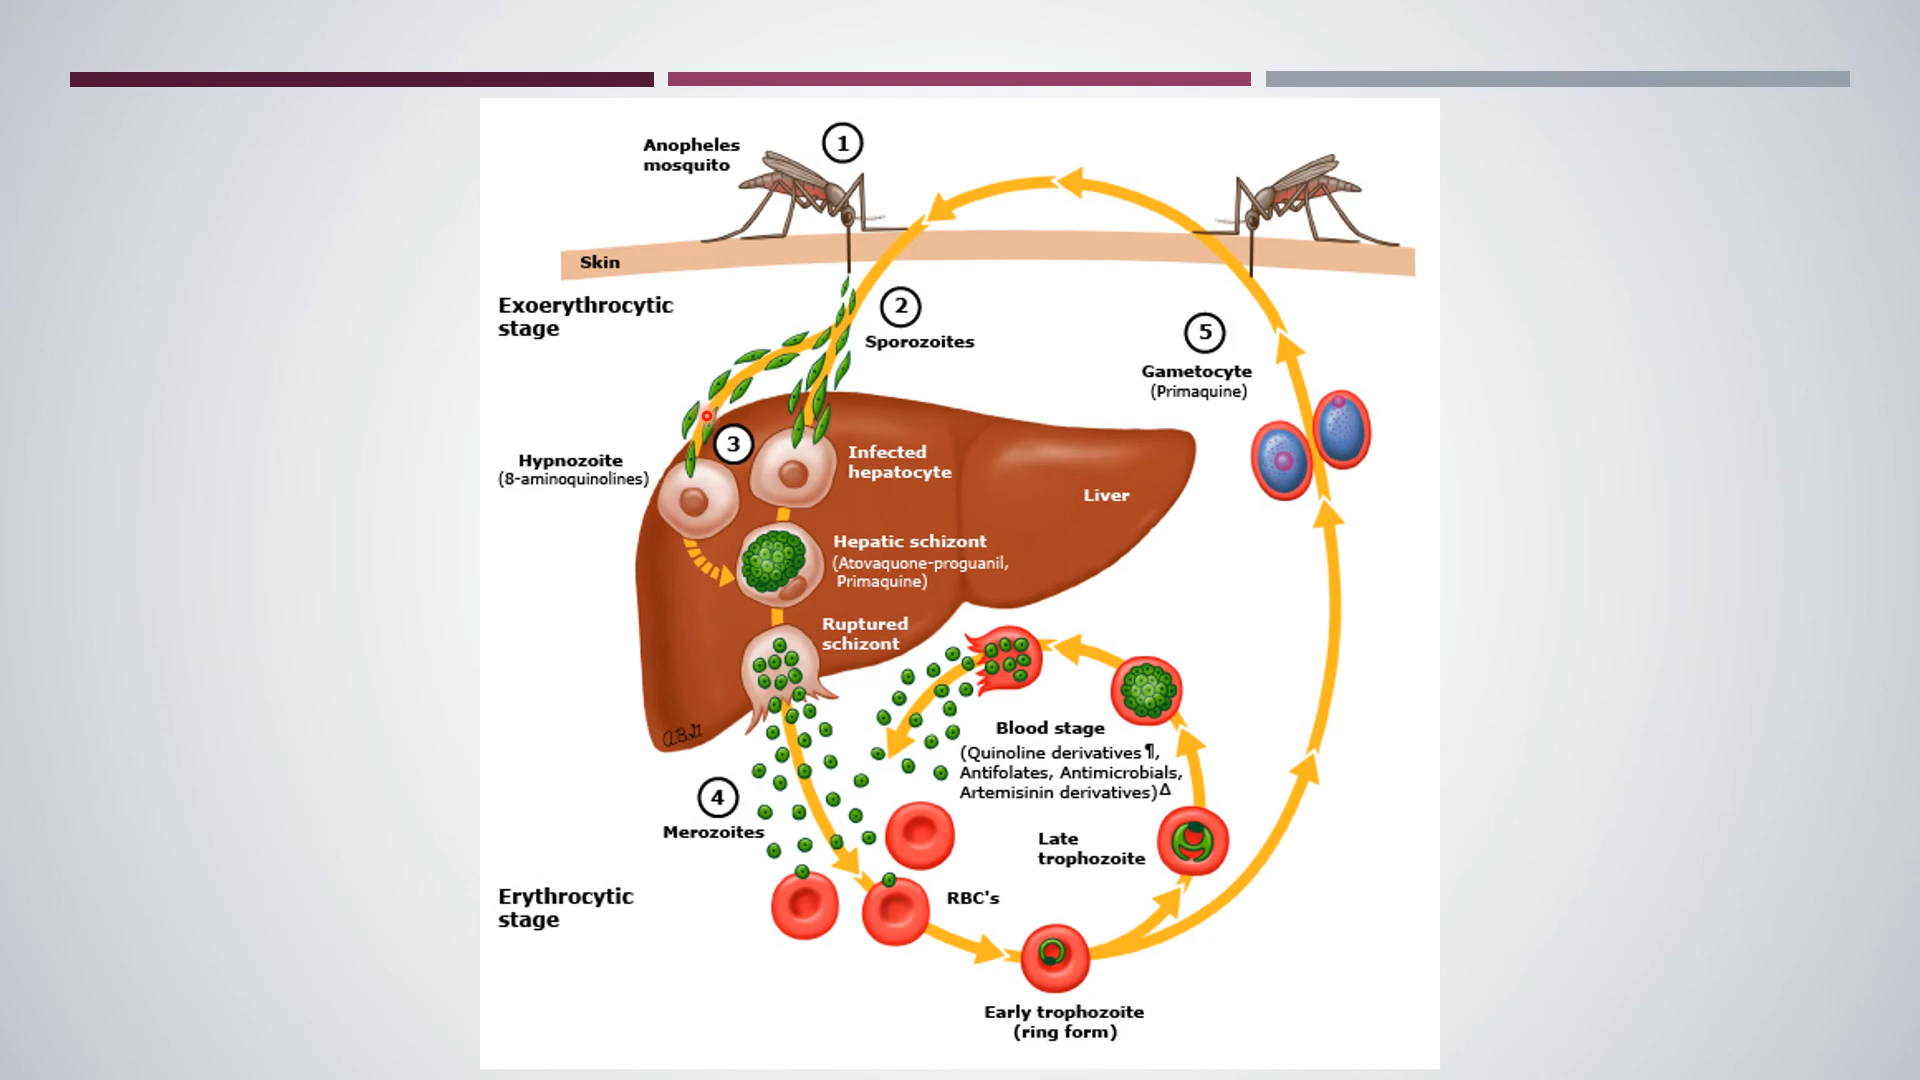 Anopheles
mosquito
1
Skin
Exoerythrocytic
stage
2
Sporozoites
5
Gametocyte
(Primaquine)
3
Hypnozoite
(8-aminoquinolines)
Infected
hepatocyte
Liver
Hepatic schizont
(Atovaquone-proguanil,
Primaquine)
Ruptured
schizont
Blood stage
(Quinoline derivatives¶,
Antifolates, Antimicrobials,
Artemisinin derivatives)Δ
4
Merozoites
Late
trophozoite
Erythrocytic
stage
RBC's
Early trophozoite
(ring form)